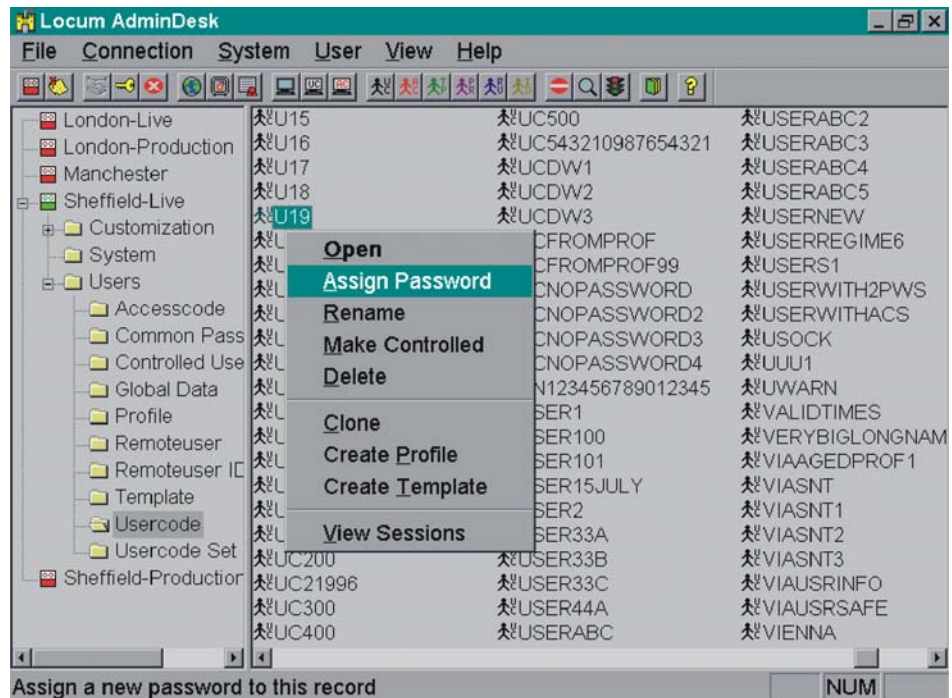 Locum AdminDesk
File Connection System User View Help
London-Live
London-Production
Manchester
Sheffield-Live
Customization
System
Users
Accesscode
Common Pass
Controlled Use
Global Data
Profile
Remoteuser
Remoteuser ID
Template
Usercode
Usercode Set
Sheffield-Production
U15
U16
U17
U18
U19
UC200
UC21996
UC300
UC400
Open
Assign Password
Rename
Make Controlled
Delete
Clone
Create Profile
Create Template
View Sessions
UC500
UC543210987654321
UCDW1
UCDW2
UCDW3
CFROMPROF
CFROMPROF99
CNOPASSWORD
CNOPASSWORD2
CNOPASSWORD3
CNOPASSWORD4
N123456789012345
SER1
SER100
SER101
SER15JULY
SER2
SER33A
USER33B
USER33C
USER44A
USERABC
USERABC2
USERABC3
USERABC4
USERABC5
USERNEW
USERREGIME6
USERS1
USERWITH2PWS
USERWITHACS
USOCK
UUU1
UWARN
VALIDTIMES
VERYBIGLONGNAM
VIAAGEDPROF1
VIASNT
VIASNT1
VIASNT2
VIASNT3
VIAUSRINFO
VIAUSRSAFE
VIENNA
Assign a new password to this record
NUM